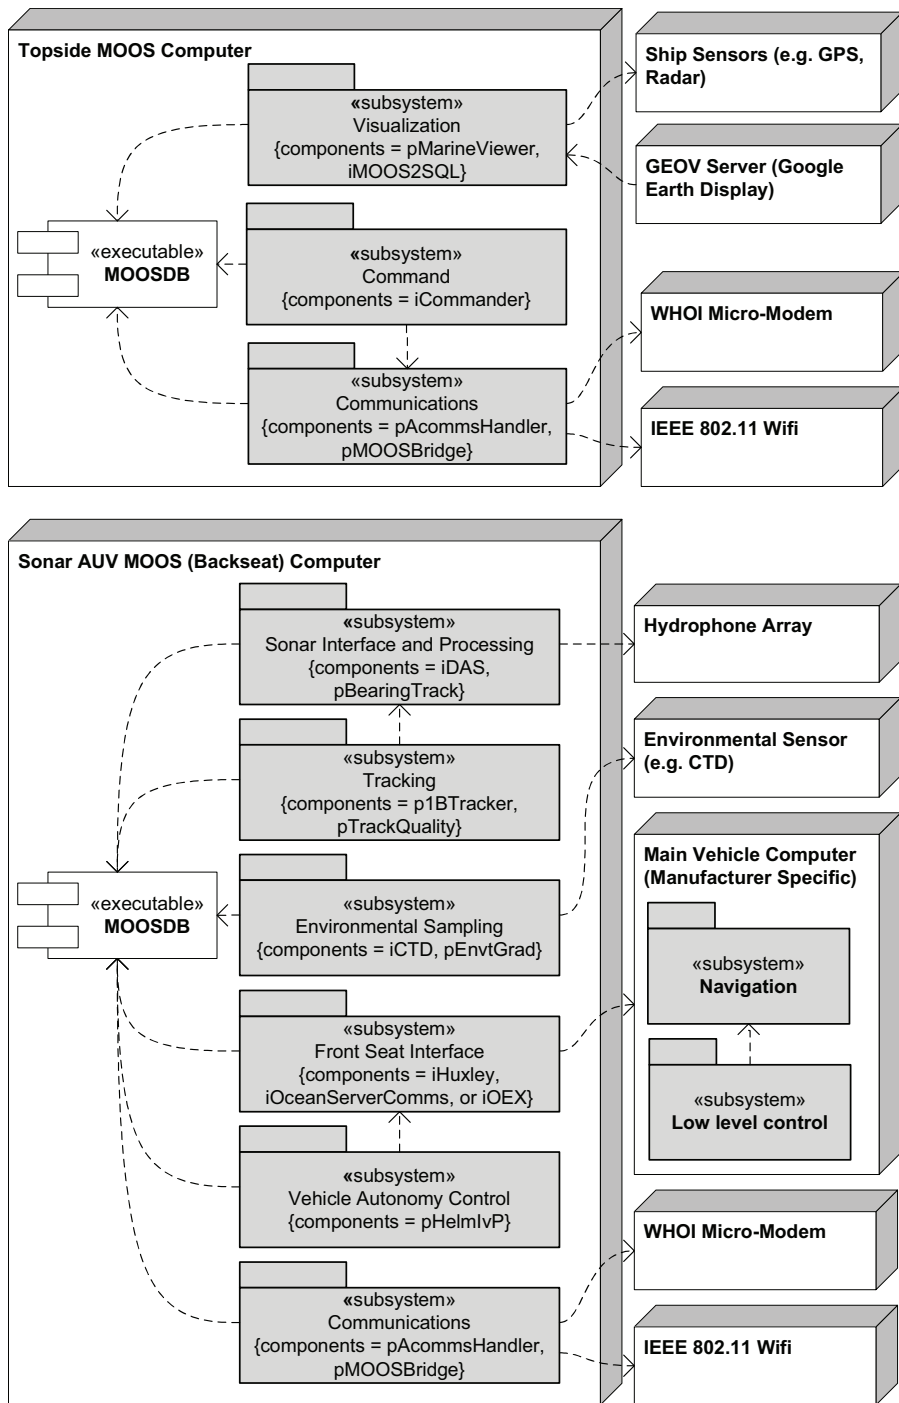 Topside MOOS Computer
«subsystem»
Visualization
{components = pMarineViewer,
iMOOS2SQL}
«executable»
MOOSDB
«subsystem»
Command
{components = iCommander}
«subsystem»
Communications
{components = pAcommsHandler,
pMOOSBridge}
Ship Sensors (e.g. GPS,
Radar)
GEOV Server (Google
Earth Display)
WHOI Micro-Modem
IEEE 802.11 Wifi
Sonar AUV MOOS (Backseat) Computer
«subsystem»
Sonar Interface and Processing
{components = iDAS,
pBearingTrack}
«subsystem»
Tracking
{components = p1BTracker,
pTrackQuality}
«executable»
MOOSDB
«subsystem»
Environmental Sampling
{components = iCTD, pEnvtGrad}
«subsystem»
Front Seat Interface
{components = iHuxley,
iOceanServerComms, or iOEX}
«subsystem»
Vehicle Autonomy Control
{components = pHelmIvP}
«subsystem»
Communications
{components = pAcommsHandler,
pMOOSBridge}
Hydrophone Array
Environmental Sensor
(e.g. CTD)
Main Vehicle Computer
(Manufacturer Specific)
«subsystem»
Navigation
«subsystem»
Low level control
WHOI Micro-Modem
IEEE 802.11 Wifi